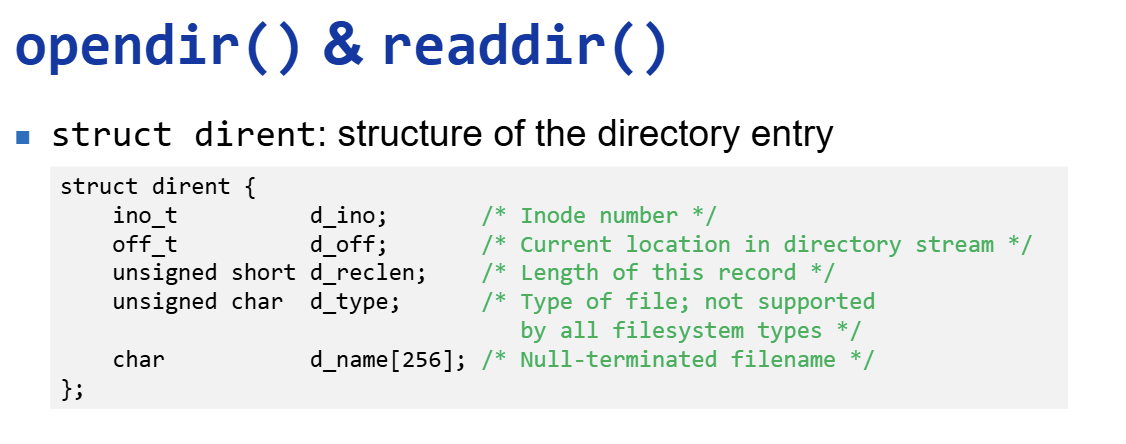 opendir() & readdir()
struct dirent: structure of the directory entry
struct dirent {
    ino_t          d_ino;       /* Inode number */
    off_t          d_off;       /* Current location in directory stream */
    unsigned short d_reclen;    /* Length of this record */
    unsigned char  d_type;      /* Type of file; not supported
                                   by all filesystem types */
    char           d_name[256]; /* Null-terminated filename */
};